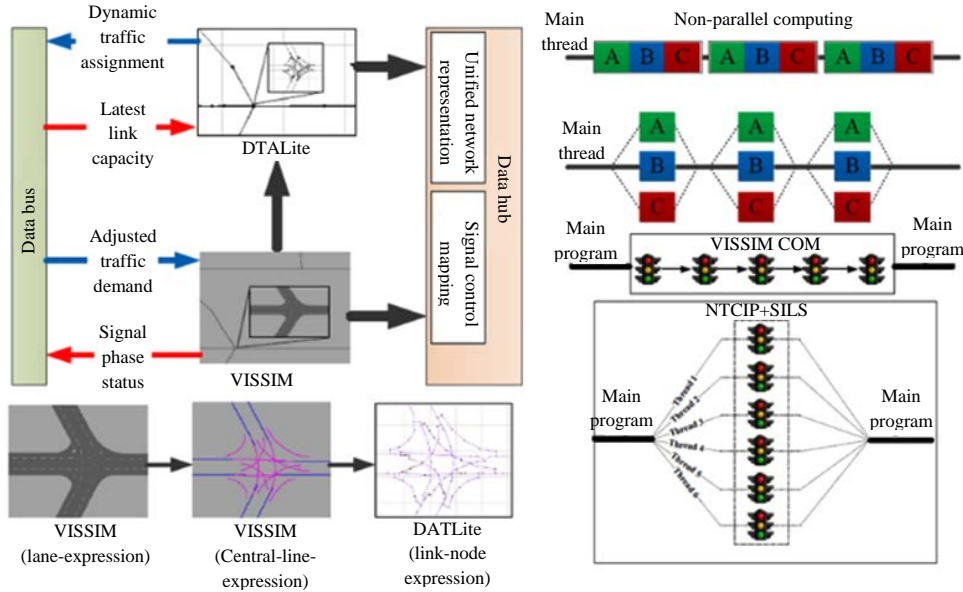 Dynamic
traffic
assignment
Latest
link
capacity
DTALite
Data bus
Unified network
representation
Data hub
Signal control
mapping
Adjusted
traffic
demand
Signal
phase
status
VISSIM
VISSIM
(lane-expression)
VISSIM
(Central-line-
expression)
DATLite
(link-node
expression)
Main
thread
Non-parallel computing
A B C A B C A B C
Main
thread
A A A
B B B
C C C
Main
program
VISSIM COM
Main
program
NTCIP+SILS
Main
program
Thread 1
Thread 2
Thread 3
Thread 4
Thread 5
Thread 6
Main
program